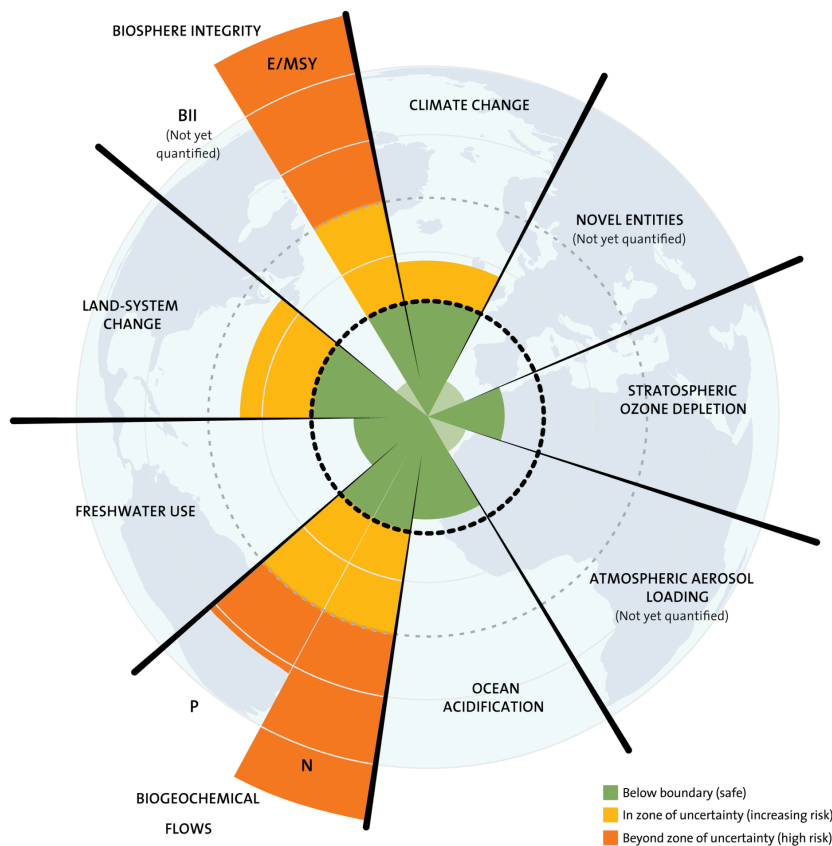 BIOSPHERE INTEGRITY
E/MSY
BII
(Not yet
quantified)
CLIMATE CHANGE
NOVEL ENTITIES
(Not yet quantified)
LAND-SYSTEM
CHANGE
STRATOSPHERIC
OZONE DEPLETION
FRESHWATER USE
ATMOSPHERIC AEROSOL
LOADING
(Not yet quantified)
P
OCEAN
ACIDIFICATION
N
BIOGEOCHEMICAL
FLOWS
Below boundary (safe)
In zone of uncertainty (increasing risk)
Beyond zone of uncertainty (high risk)